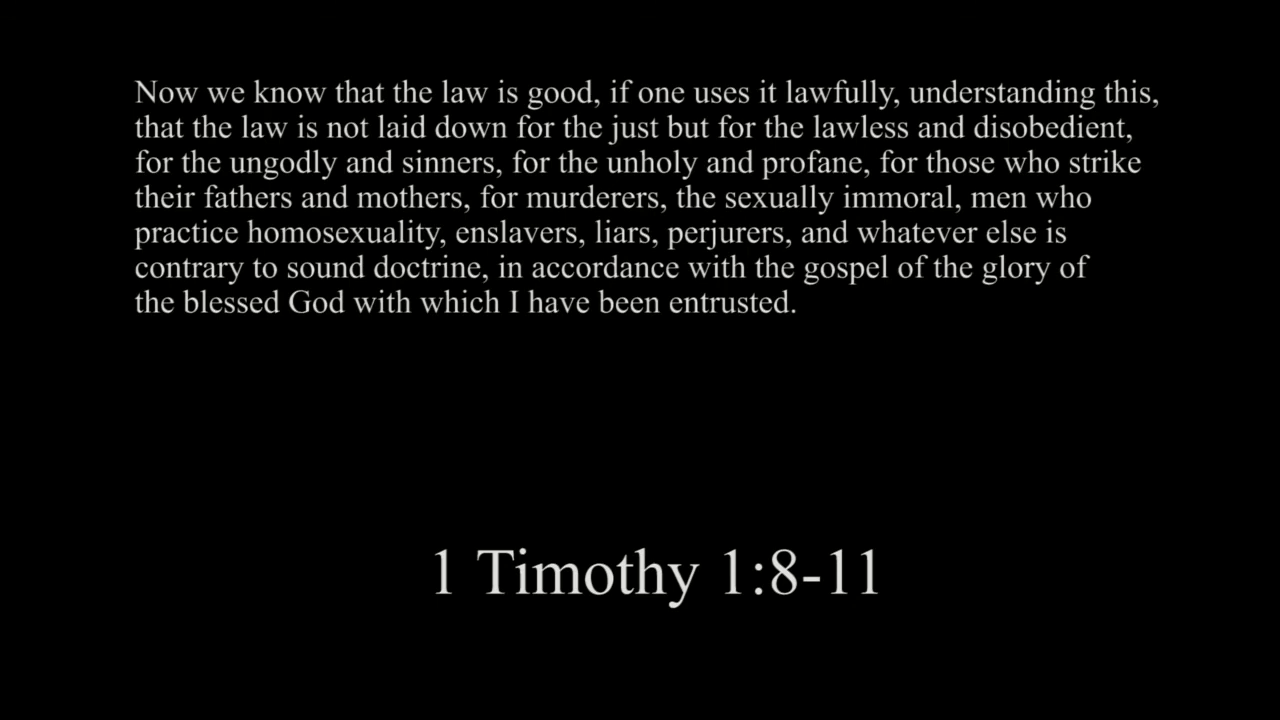 Now we know that the law is good, if one uses it lawfully, understanding this,
that the law is not laid down for the just but for the lawless and disobedient,
for the ungodly and sinners, for the unholy and profane, for those who strike
their fathers and mothers, for murderers, the sexually immoral, men who
practice homosexuality, enslavers, liars, perjurers, and whatever else is
contrary to sound doctrine, in accordance with the gospel of the glory of
the blessed God with which I have been entrusted.
1 Timothy 1:8-11